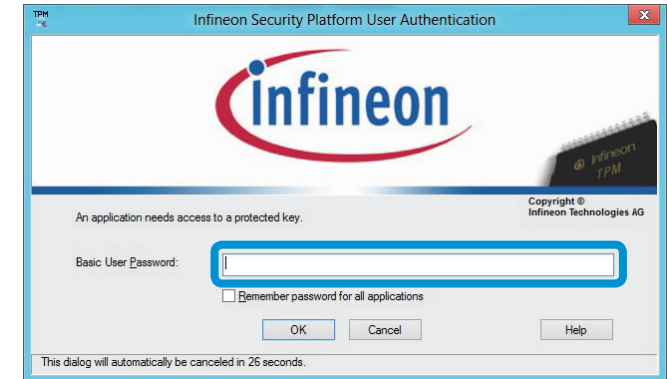 TPM
Infineon Security Platform User Authentication
X
infineon
Infineon
TPM
Copyright ©
Infineon Technologies AG
An application needs access to a protected key.
Basic User Password:
Remember password for all applications
OK
Cancel
Help
This dialog will automatically be canceled in 26 seconds.